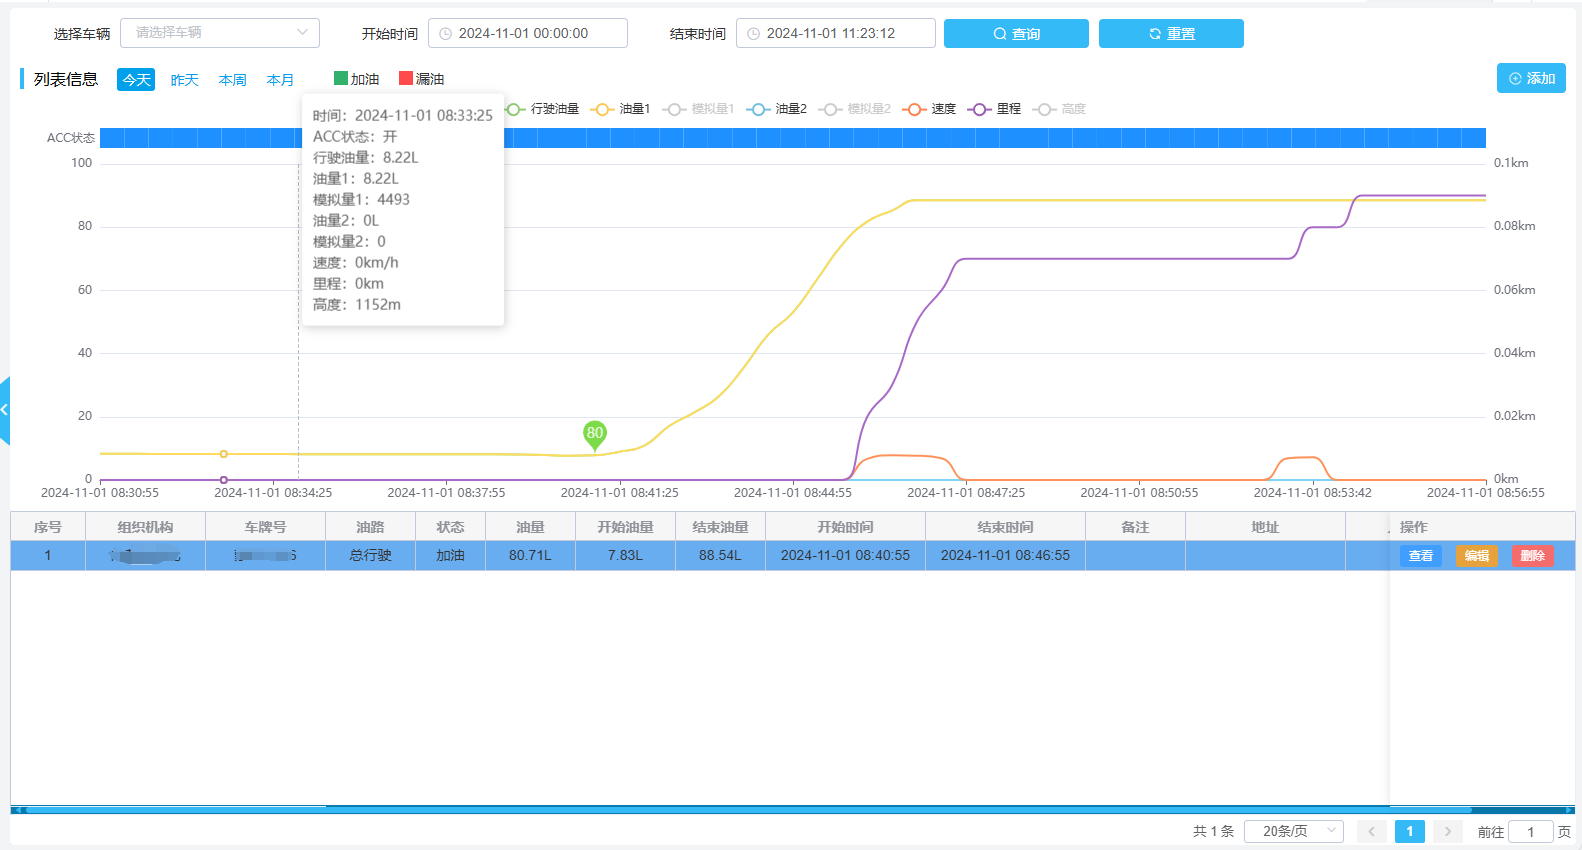 选择车辆 请选择车辆 开始时间 2024-11-01 00:00:00 结束时间 2024-11-01 11:23:12 查询 重置
列表信息 今天 昨天 本周 本月 加油 漏油 添加
行驶油量 油量1 模拟量1 油量2 模拟量2 速度 里程 高度
时间：2024-11-01 08:33:25
ACC状态：开
行驶油量：8.22L
油量1：8.22L
模拟量1：4493
油量2：0L
模拟量2：0
速度：0km/h
里程：0km
高度：1152m
ACC状态
100 0.1km
80 0.08km
60 0.06km
40 0.04km
20 0.02km
80
0 0km
2024-11-01 08:30:55 2024-11-01 08:34:25 2024-11-01 08:37:55 2024-11-01 08:41:25 2024-11-01 08:44:55 2024-11-01 08:47:25 2024-11-01 08:50:55 2024-11-01 08:53:42 2024-11-01 08:56:55
序号 组织机构 车牌号 油路 状态 油量 开始油量 结束油量 开始时间 结束时间 备注 地址 操作
1 6 总行驶 加油 80.71L 7.83L 88.54L 2024-11-01 08:40:55 2024-11-01 08:46:55 查看 编辑 删除
共 1 条 20条/页 1 前往 1 页